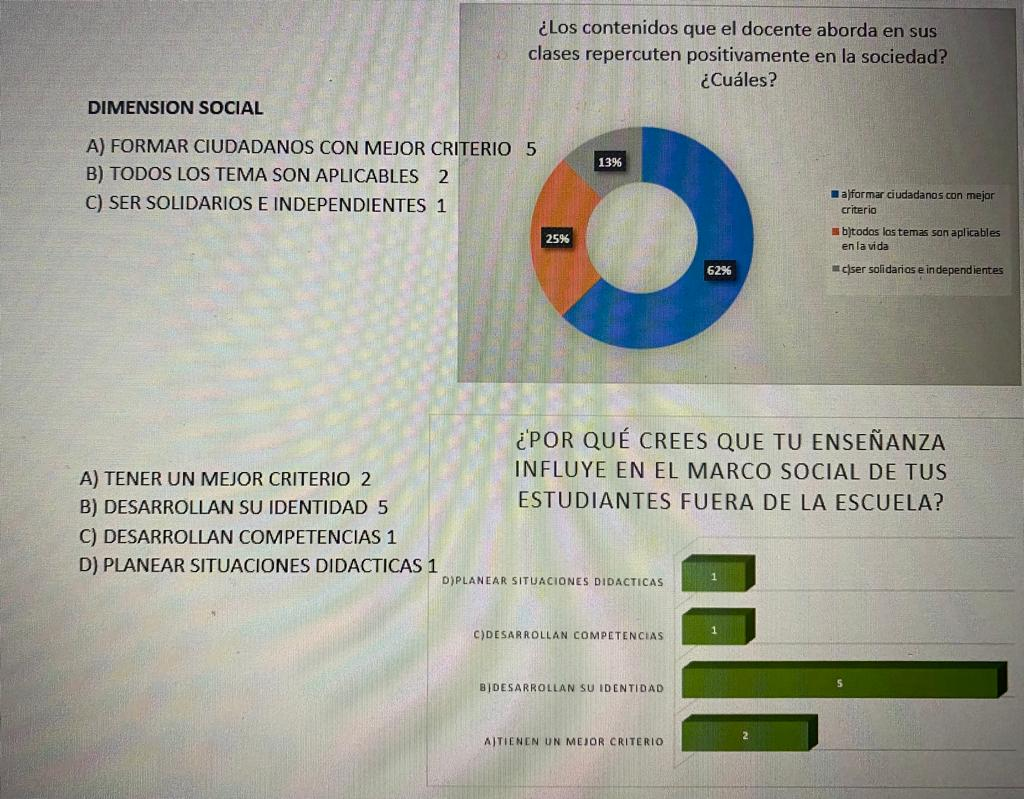 DIMENSION SOCIAL
A) FORMAR CIUDADANOS CON MEJOR CRITERIO 5
B) TODOS LOS TEMA SON APLICABLES 2
C) SER SOLIDARIOS E INDEPENDIENTES 1
¿Los contenidos que el docente aborda en sus
clases repercuten positivamente en la sociedad?
¿Cuáles?
13%
25%
62%
a)formar ciudadanos con mejor
criterio
b)todos los temas son aplicables
en la vida
c)ser solidarios e independientes
A) TENER UN MEJOR CRITERIO 2
B) DESARROLLAN SU IDENTIDAD 5
C) DESARROLLAN COMPETENCIAS 1
D) PLANEAR SITUACIONES DIDACTICAS 1
¿'POR QUÉ CREES QUE TU ENSEÑANZA
INFLUYE EN EL MARCO SOCIAL DE TUS
ESTUDIANTES FUERA DE LA ESCUELA?
D)PLANEAR SITUACIONES DIDACTICAS 1
C)DESARROLLAN COMPETENCIAS 1
B)DESARROLLAN SU IDENTIDAD 5
A)TIENEN UN MEJOR CRITERIO 2